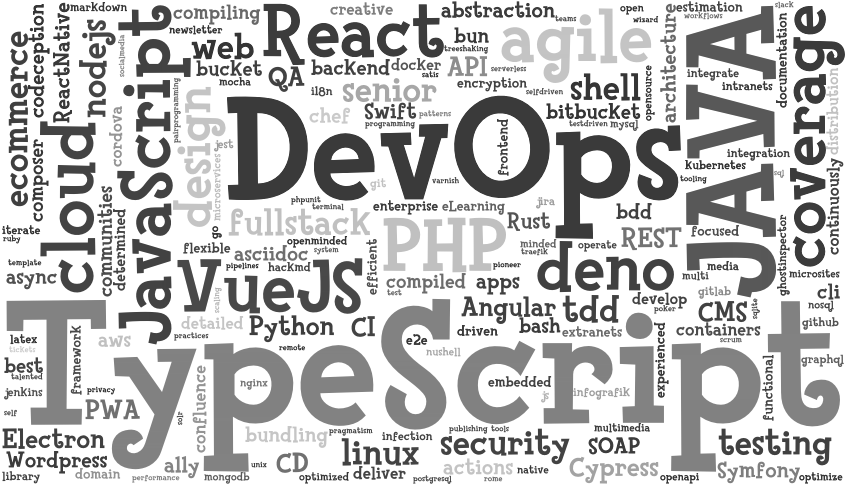 markdown
compiling
creative
abstraction
open
estimation
slack
newsletter
teams
wizard
workflows
React
ecommerce
codeception
ReactNative
nodejs
socialmedia
JavaScript
web
bun
treeshaking
agile
architecture
JAVA
documentation
coverage
bucket
QA
backend
docker
API
serverless
integrate
mocha
satis
i18n
senior
encryption
selfdriven
shell
opensource
intranets
pairprogramming
design
chef
Swift
patterns
programming
bitbucket
testdriven
mysql
distribution
cloud
composer
cordova
DevOps
frontend
jest
microservices
integration
Kubernetes
sql
tooling
git
varnish
continuously
communities
determined
phpunit
terminal
enterprise
eLearning
jira
bdd
iterate
ruby
go
fullstack
PHP
Rust
REST
focused
flexible
openminded
system
minded
traefik
operate
ghostinspector
template
async
asciidoc
pipelines
hackmd
efficient
pioneer
deno
media
multi
microsites
VueJS
scaling
compiled
test
apps
gitlab
cli
TypeScript
detailed
practices
Python
CI
Angular
tdd
develop
poker
CMS
sqlite
nosql
github
latex
tickets
framework
aws
remote
e2e
driven
bash
extranets
experienced
containers
scrum
nushell
best
talented
privacy
nginx
embedded
js
infografik
functional
graphql
jenkins
self
PWA
solr
confluence
Electron
bundling
pragmatism
infection
publishing
tools
multimedia
Wordpress
ally
unix
CD
linux
security
SOAP
testing
library
domain
performance
mongodb
optimized
deliver
postgresql
actions
rome
native
Cypress
openapi
Symfony
optimize